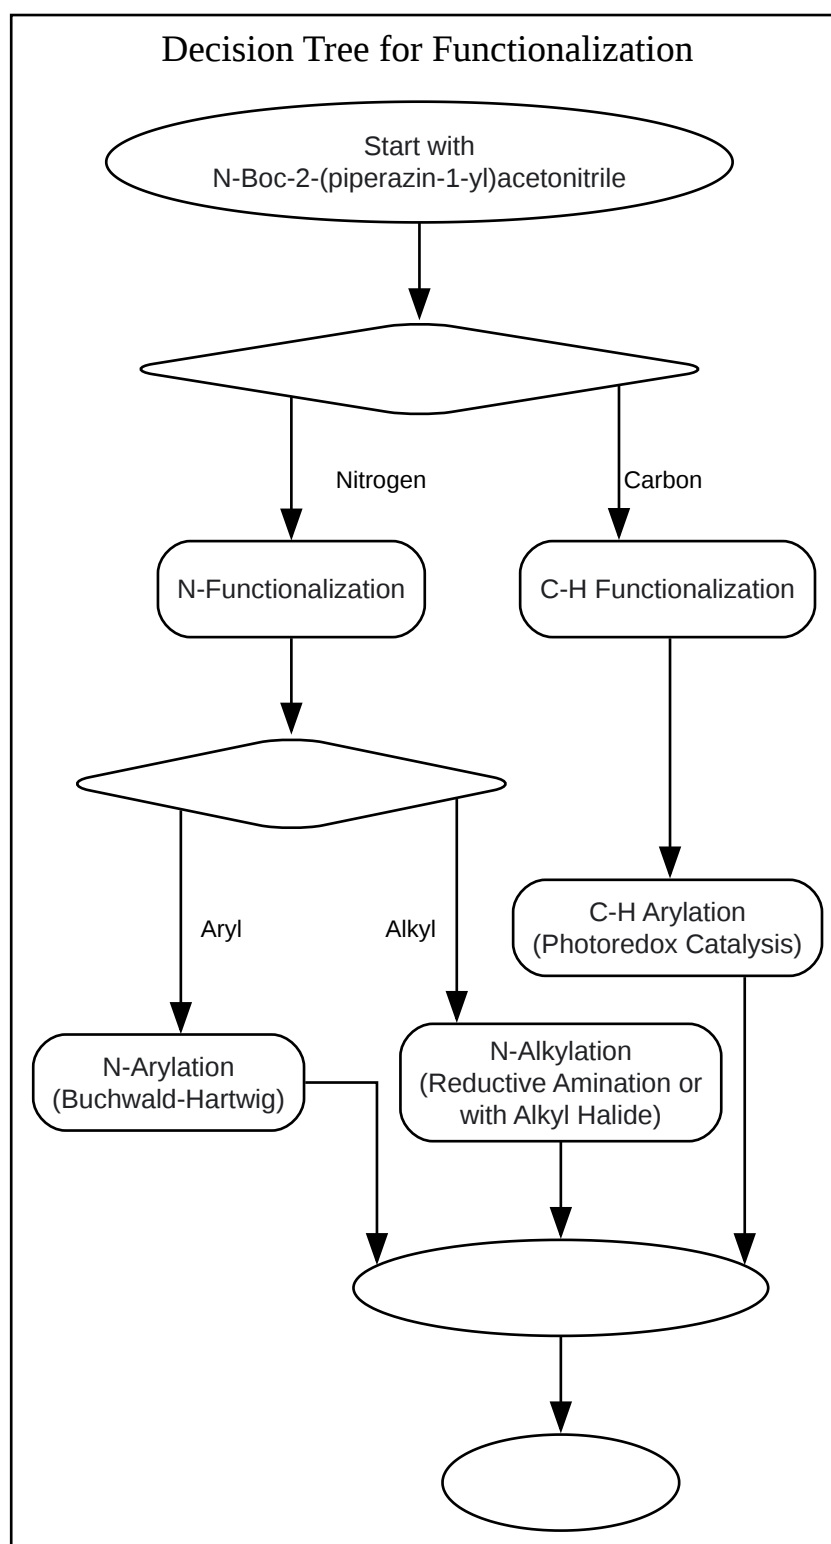 Decision Tree for Functionalization
Start with
N-Boc-2-(piperazin-1-yl)acetonitrile
Nitrogen
Carbon
N-Functionalization
C-H Functionalization
Aryl
Alkyl
C-H Arylation
(Photoredox Catalysis)
N-Arylation
(Buchwald-Hartwig)
N-Alkylation
(Reductive Amination or
with Alkyl Halide)